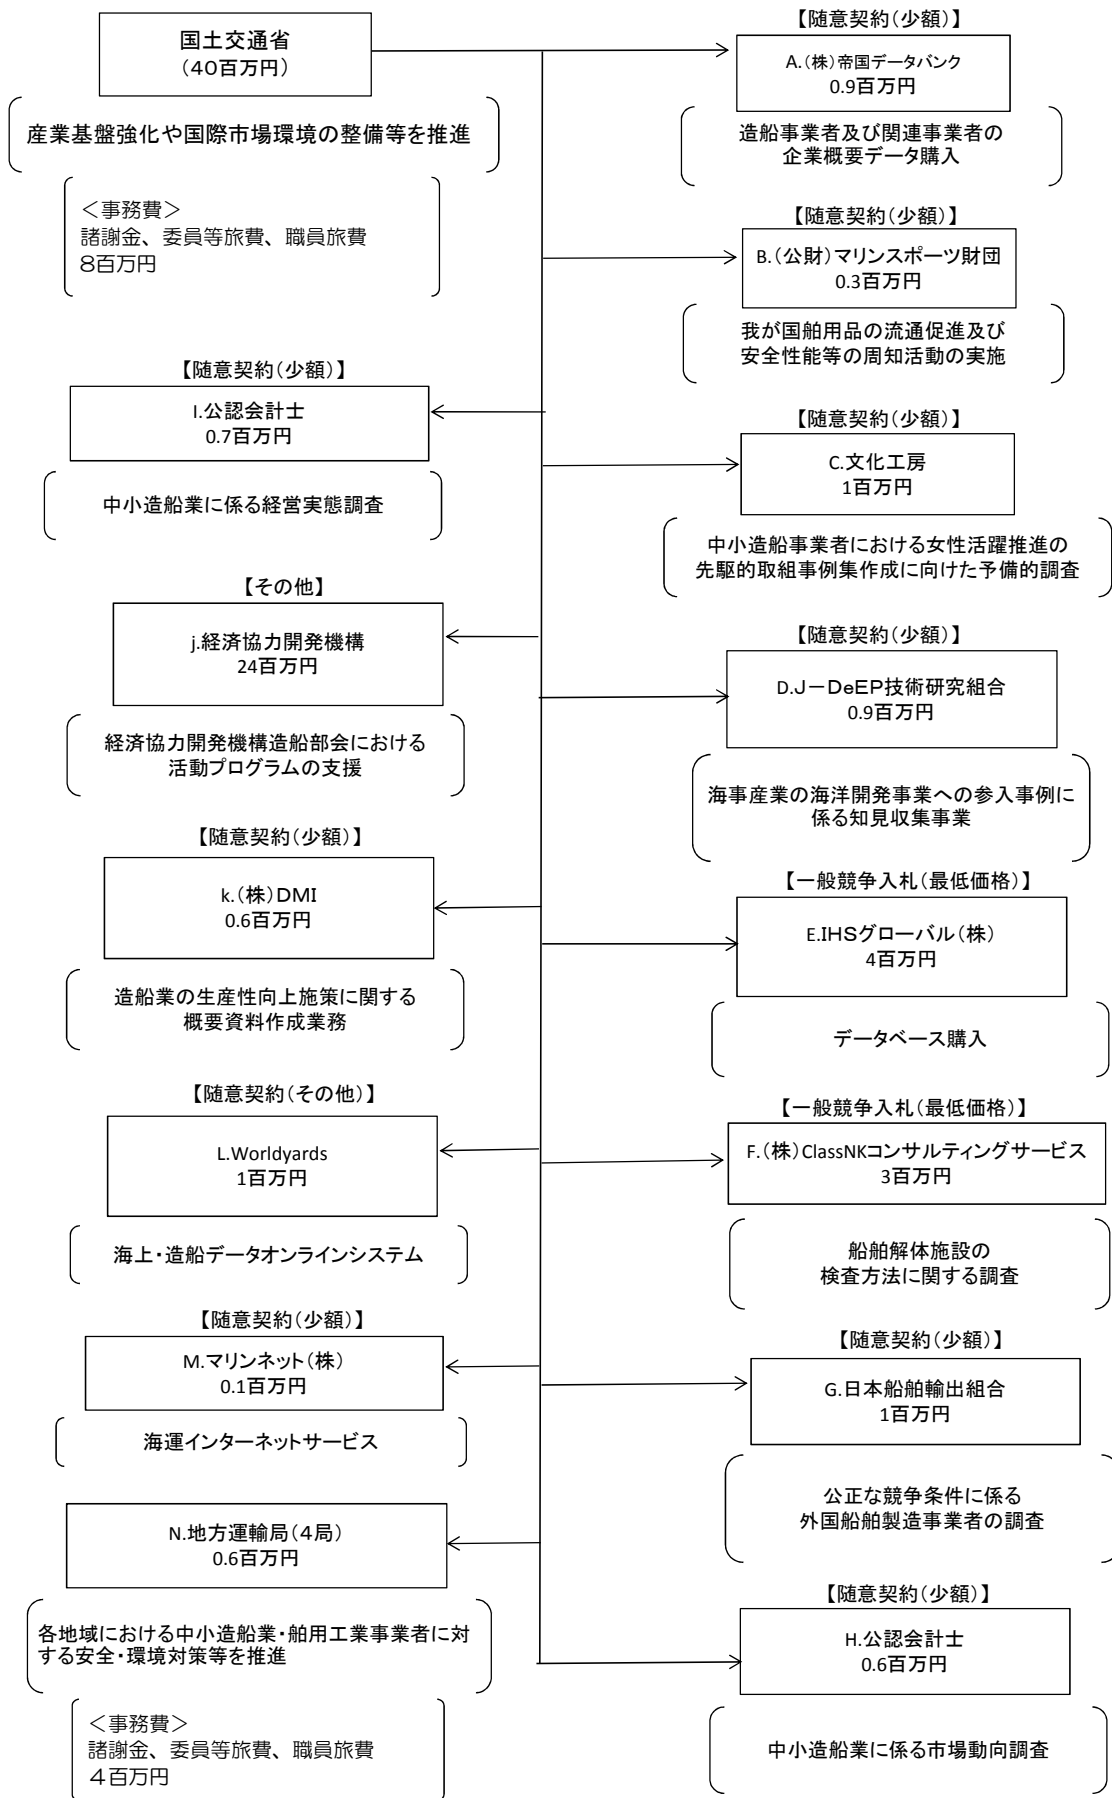 国土交通省
(40百万円)
産業基盤強化や国際市場環境の整備等を推進
＜事務費＞
諸謝金、委員等旅費、職員旅費
8百万円
【随意契約(少額)】
A.(株)帝国データバンク
0.9百万円
造船事業者及び関連事業者の
企業概要データ購入
【随意契約(少額)】
B.(公財)マリンスポーツ財団
0.3百万円
我が国舶用品の流通促進及び
安全性能等の周知活動の実施
【随意契約(少額)】
I.公認会計士
0.7百万円
中小造船業に係る経営実態調査
【随意契約(少額)】
C.文化工房
1百万円
中小造船事業者における女性活躍推進の
先駆的取組事例集作成に向けた予備的調査
【その他】
j.経済協力開発機構
24百万円
経済協力開発機構造船部会における
活動プログラムの支援
【随意契約(少額)】
D.J－DeEP技術研究組合
0.9百万円
海事産業の海洋開発事業への参入事例に
係る知見収集事業
【随意契約(少額)】
k.(株)DMI
0.6百万円
造船業の生産性向上施策に関する
概要資料作成業務
【一般競争入札(最低価格)】
E.IHSグローバル(株)
4百万円
データベース購入
【随意契約(その他)】
L.Worldyards
1百万円
海上・造船データオンラインシステム
【一般競争入札(最低価格)】
F.(株)ClassNKコンサルティングサービス
3百万円
船舶解体施設の
検査方法に関する調査
【随意契約(少額)】
M.マリンネット(株)
0.1百万円
海運インターネットサービス
【随意契約(少額)】
G.日本船舶輸出組合
1百万円
公正な競争条件に係る
外国船舶製造事業者の調査
N.地方運輸局(4局)
0.6百万円
各地域における中小造船業・舶用工業事業者に対
する安全・環境対策等を推進
＜事務費＞
諸謝金、委員等旅費、職員旅費
４百万円
【随意契約(少額)】
H.公認会計士
0.6百万円
中小造船業に係る市場動向調査